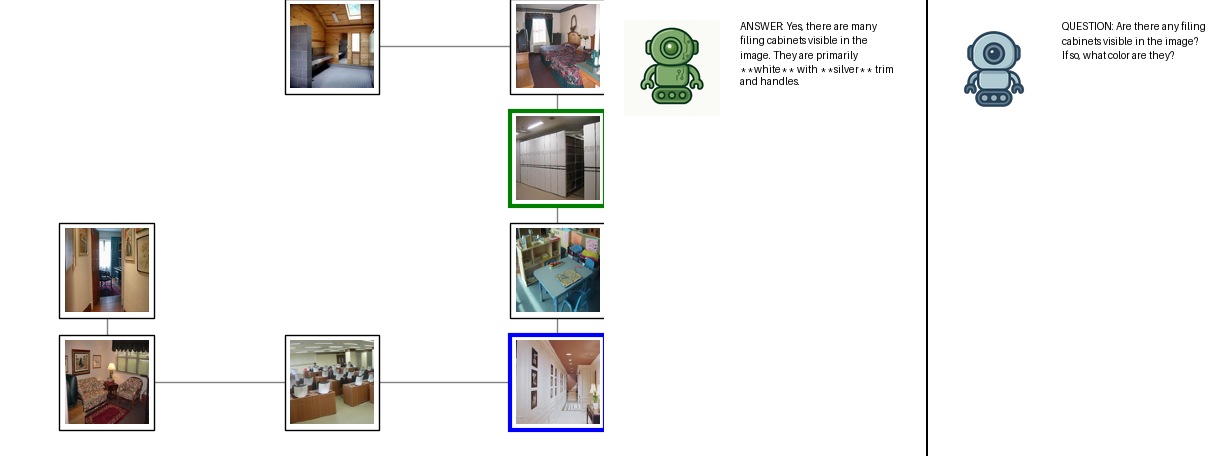 ANSWER: Yes, there are many
filing cabinets visible in the
image. They are primarily
**white** with **silver** trim
and handles.
QUESTION: Are there any filing
cabinets visible in the image?
If so, what color are they?